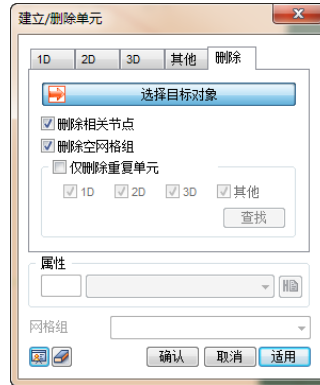 建立/删除单元
1D 2D 3D 其他 删除
选择目标对象
删除相关节点
删除空网格组
仅删除重复单元
1D 2D 3D 其他
查找
属性
网格组
确认 取消 适用